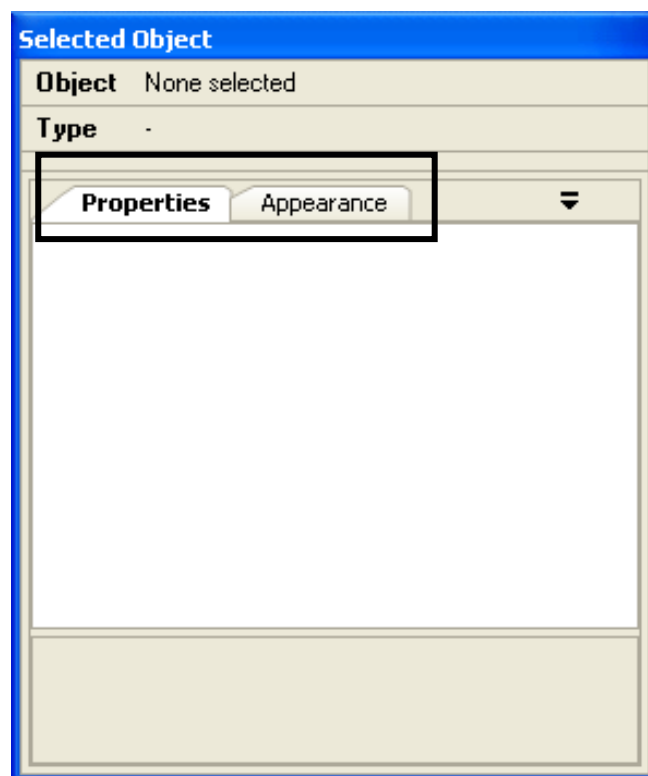 Selected Object
Object None selected
Type -
Properties Appearance